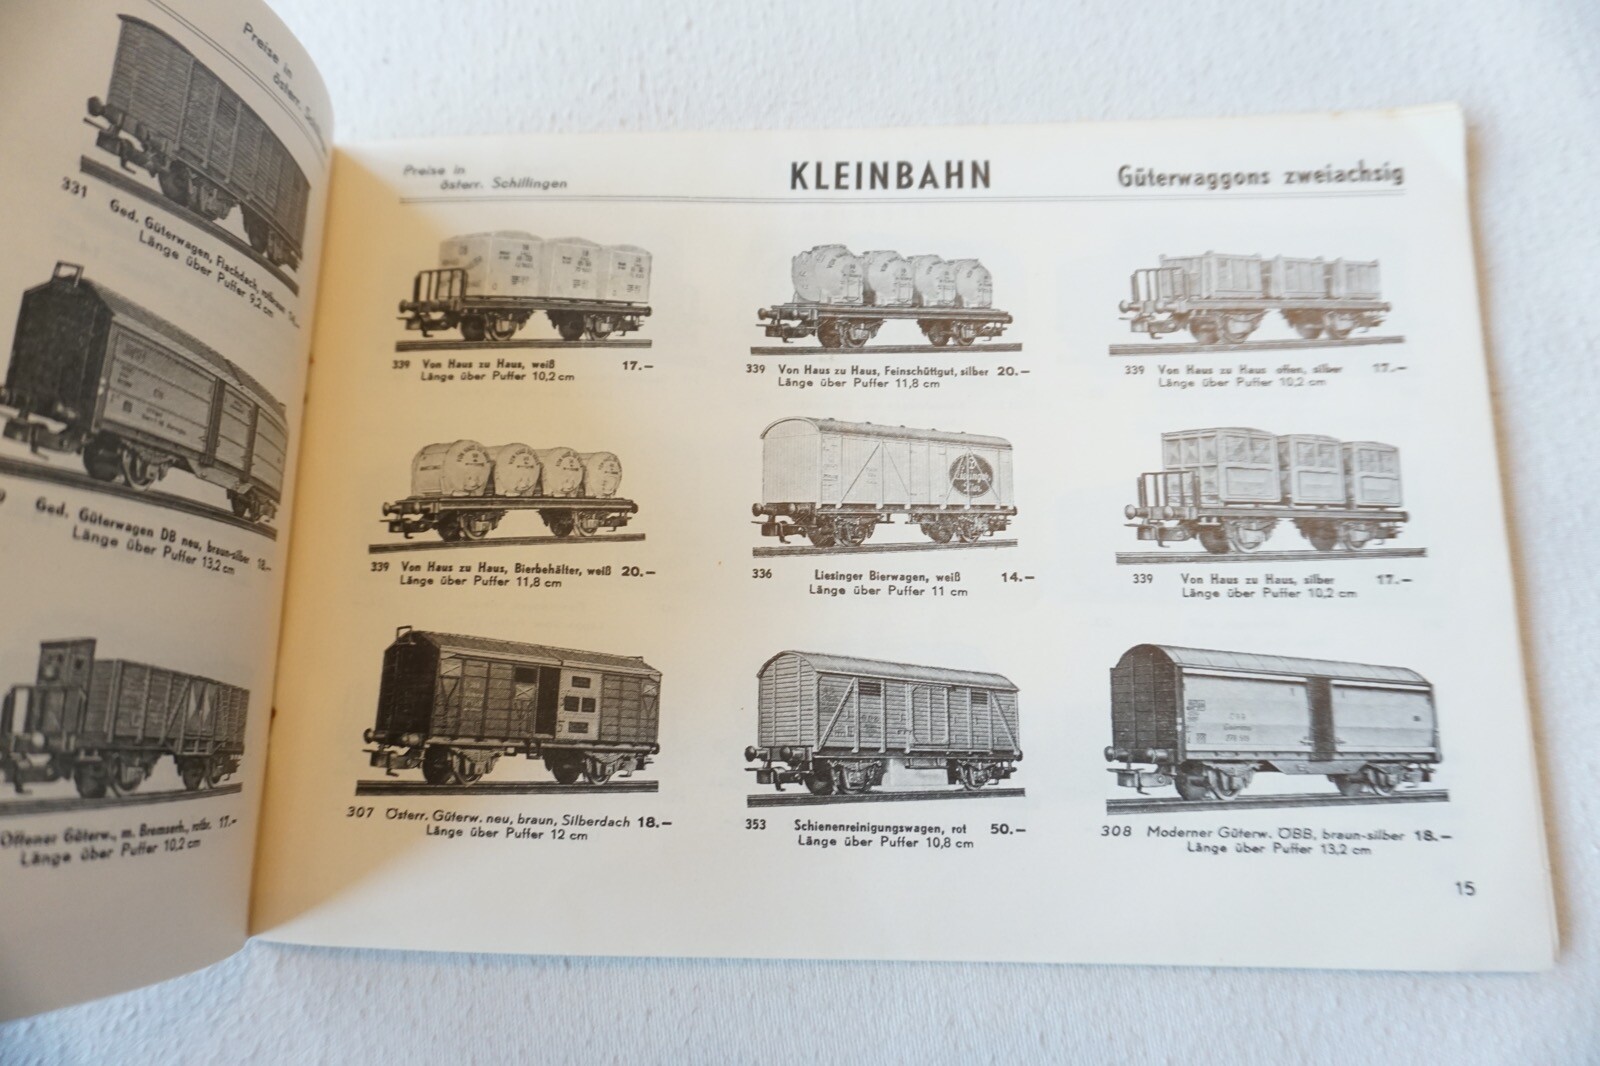 Preise in
österr. Schillingen
331 Ged. Güterwagen, Flachdach, rotbraun
Länge über Puffer 9,2 cm
Ged. Güterwagen DB neu, braun-silber 18.—
Länge über Puffer 13,2 cm
Offener Güterw., m. Bremserh., rotbr. 17.—
Länge über Puffer 10,2 cm
Preise in
österr. Schillingen
KLEINBAHN
Güterwaggons zweiachsig
339 Von Haus zu Haus, weiß 17.—
Länge über Puffer 10,2 cm
339 Von Haus zu Haus, Feinschüttgut, silber 20.—
Länge über Puffer 11,8 cm
339 Von Haus zu Haus offen, silber 17.—
Länge über Puffer 10,2 cm
339 Von Haus zu Haus, Bierbehälter, weiß 20.—
Länge über Puffer 11,8 cm
336 Liesinger Bierwagen, weiß 14.—
Länge über Puffer 11 cm
339 Von Haus zu Haus, silber 17.—
Länge über Puffer 10,2 cm
307 Österr. Güterw. neu, braun, Silberdach 18.—
Länge über Puffer 12 cm
353 Schienenreinigungswagen, rot 50.—
Länge über Puffer 10,8 cm
308 Moderner Güterw. ÖBB, braun-silber 18.—
Länge über Puffer 13,2 cm
15